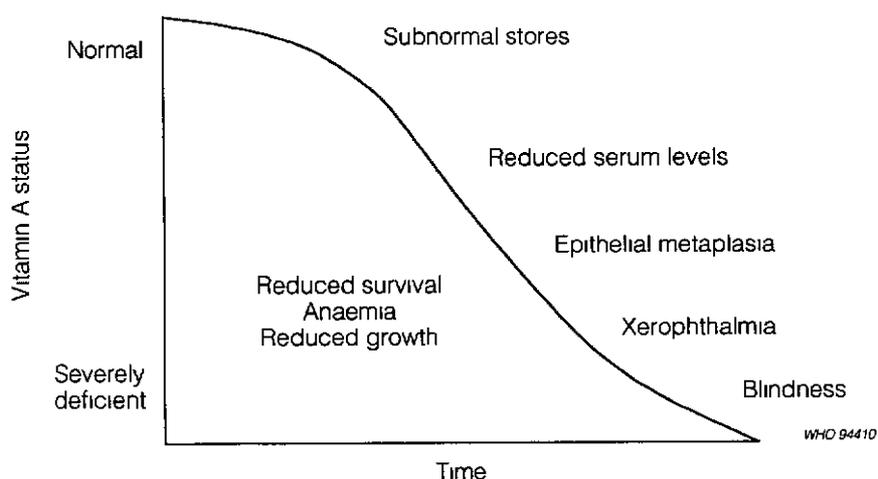 Normal
Subnormal stores
Reduced serum levels
Vitamin A status
Epithelial metaplasia
Reduced survival
Anaemia
Reduced growth
Xerophthalmia
Severely
deficient
Blindness
WHO 94410
Time